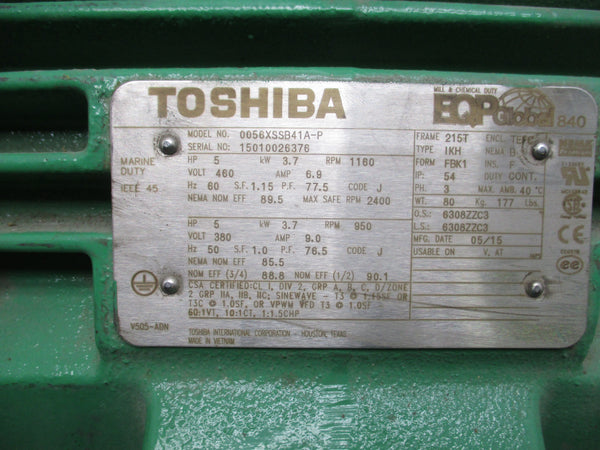 TOSHIBA
MILL & CHEMICAL DUTY
EQP Global 840
MODEL NO. 0056XSSB41A-P
SERIAL NO. 15010026376
MARINE DUTY
IEEE 45
HP 5 kW 3.7 RPM 1160
VOLT 460 AMP 6.9
Hz 60 S.F. 1.15 P.F. 77.5 CODE J
NEMA NOM EFF 89.5 MAX SAFE RPM 2400
HP 5 kW 3.7 RPM 950
VOLT 380 AMP 9.0
Hz 50 S.F. 1.0 P.F. 76.5 CODE J
NEMA NOM EFF 85.5
NOM EFF (3/4) 88.8 NOM EFF (1/2) 90.1
CSA CERTIFIED:CL I, DIV 2, GRP A, B, C, D/ZONE
2 GRP IIA, IIB, IIC; SINEWAVE - T3 @ 1.15SF OR
T3C @ 1.0SF, OR VPWM VFD T3 @ 1.0SF -
60:1VT, 10:1CT, 1:1.5CHP
FRAME 215T ENCL TEFC
TYPE IKH NEMA B
FORM FBK1 INS. F
IP: 54 DUTY CONT.
PH 3 MAX. AMB. 40 °C
WT. 80 Kg. 177 Lbs.
O.S.: 6308ZZC3
L.S.: 6308ZZC3
MFG. DATE 05/15
USABLE ON V, AT
V505-ADN
TOSHIBA INTERNATIONAL CORPORATION - HOUSTON, TEXAS
MADE IN VIETNAM